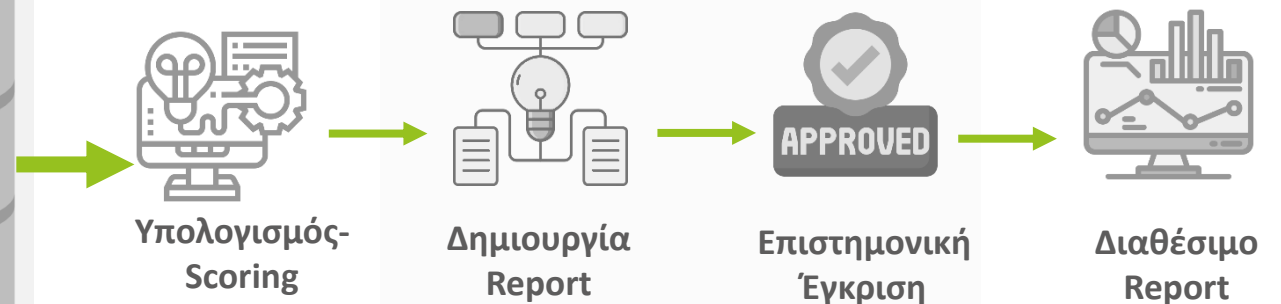 APPROVED
Υπολογισμός-
Scoring
Δημιουργία
Report
Επιστημονική
Έγκριση
Διαθέσιμο
Report